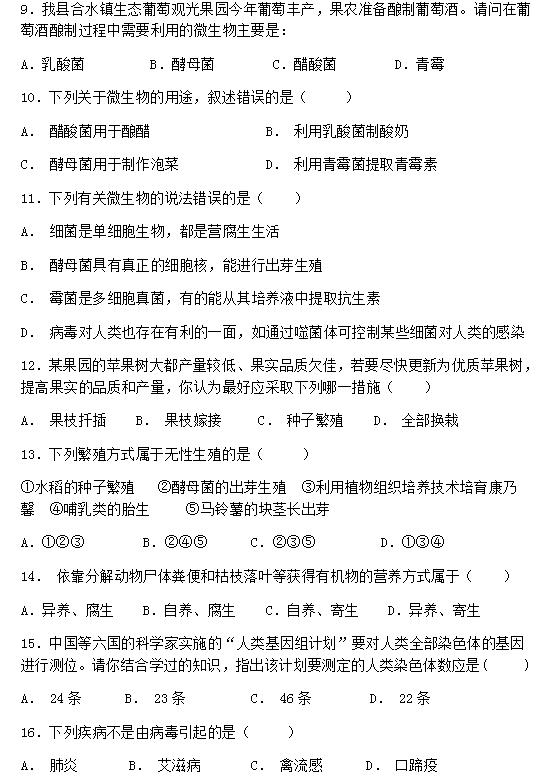 9．我县合水镇生态葡萄观光果园今年葡萄丰产，果农准备酿制葡萄酒。请问在葡
萄酒酿制过程中需要利用的微生物主要是：
A．乳酸菌 B．酵母菌 C．醋酸菌 D．青霉
10．下列关于微生物的用途，叙述错误的是（ ）
A． 醋酸菌用于酿醋 B． 利用乳酸菌制酸奶
C． 酵母菌用于制作泡菜 D． 利用青霉菌提取青霉素
11．下列有关微生物的说法错误的是（ ）
A． 细菌是单细胞生物，都是营腐生生活
B． 酵母菌具有真正的细胞核，能进行出芽生殖
C． 霉菌是多细胞真菌，有的能从其培养液中提取抗生素
D． 病毒对人类也存在有利的一面，如通过噬菌体可控制某些细菌对人类的感染
12．某果园的苹果树大都产量较低、果实品质欠佳，若要尽快更新为优质苹果树，
提高果实的品质和产量，你认为最好应采取下列哪一措施（ ）
A． 果枝扦插 B． 果枝嫁接 C． 种子繁殖 D． 全部换栽
13．下列繁殖方式属于无性生殖的是（ ）
①水稻的种子繁殖 ②酵母菌的出芽生殖 ③利用植物组织培养技术培育康乃
馨 ④哺乳类的胎生 ⑤马铃薯的块茎长出芽
A．①②③ B．②④⑤ C．②③⑤ D．①③④
14． 依靠分解动物尸体粪便和枯枝落叶等获得有机物的营养方式属于（ ）
A．异养、腐生 B．自养、腐生 C．自养、寄生 D．异养、寄生
15．中国等六国的科学家实施的“人类基因组计划”要对人类全部染色体的基因
进行测位。请你结合学过的知识，指出该计划要测定的人类染色体数应是( )
A． 24条 B． 23条 C． 46条 D． 22条
16．下列疾病不是由病毒引起的是（ ）
A． 肺炎 B． 艾滋病 C． 禽流感 D． 口蹄疫